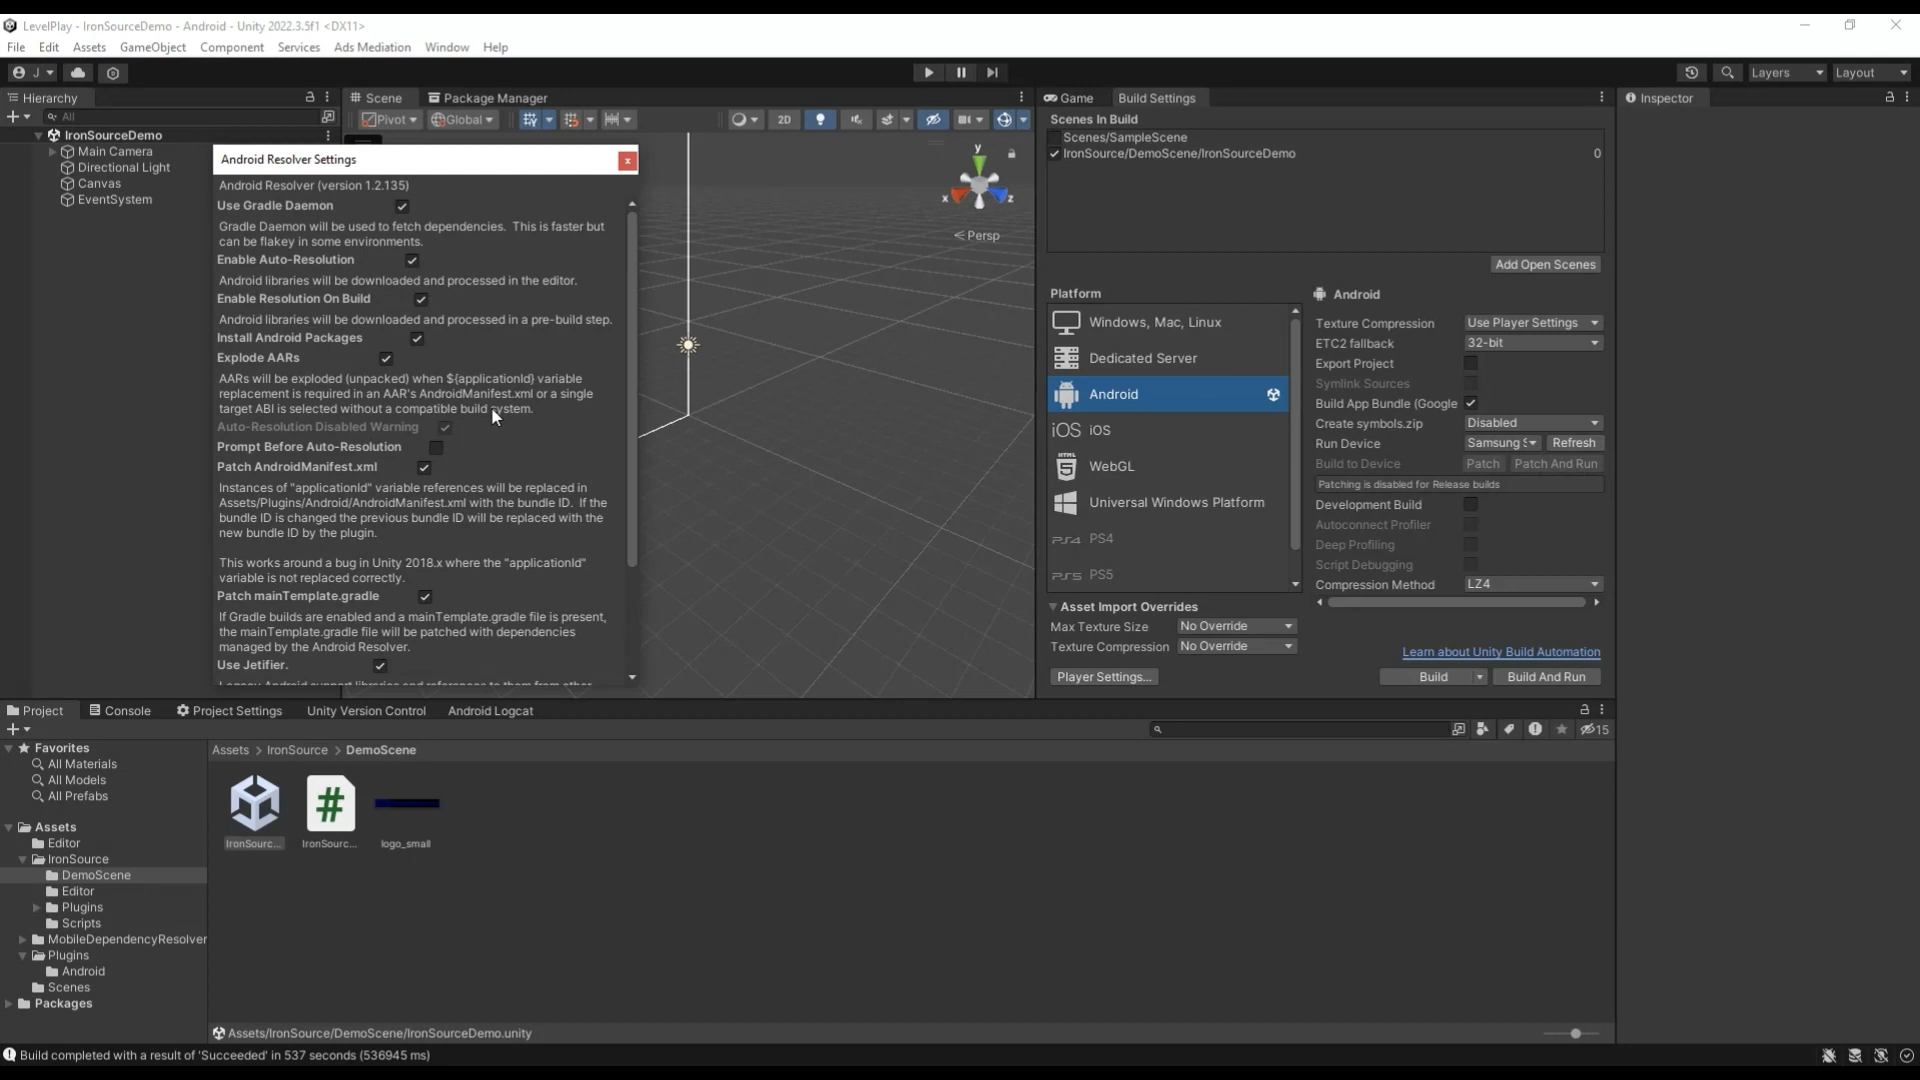 LevelPlay - IronSourceDemo - Android - Unity 2022.3.5f1 <DX11>
File Edit Assets GameObject Component Services Ads Mediation Window Help
J Layers Layout
Hierarchy
All
IronSourceDemo
Main Camera
Directional Light
Canvas
EventSystem
Scene Package Manager
Pivot Global 2D
y
x z
Persp
Android Resolver Settings
x
Android Resolver (version 1.2.135)
Use Gradle Daemon
Gradle Daemon will be used to fetch dependencies. This is faster but
can be flakey in some environments.
Enable Auto-Resolution
Android libraries will be downloaded and processed in the editor.
Enable Resolution On Build
Android libraries will be downloaded and processed in a pre-build step.
Install Android Packages
Explode AARs
AARs will be exploded (unpacked) when ${applicationId} variable
replacement is required in an AAR's AndroidManifest.xml or a single
target ABI is selected without a compatible build system.
Auto-Resolution Disabled Warning
Prompt Before Auto-Resolution
Patch AndroidManifest.xml
Instances of "applicationId" variable references will be replaced in
Assets/Plugins/Android/AndroidManifest.xml with the bundle ID. If the
bundle ID is changed the previous bundle ID will be replaced with the
new bundle ID by the plugin.
This works around a bug in Unity 2018.x where the "applicationId"
variable is not replaced correctly.
Patch mainTemplate.gradle
If Gradle builds are enabled and a mainTemplate.gradle file is present,
the mainTemplate.gradle file will be patched with dependencies
managed by the Android Resolver.
Use Jetifier.
Legacy Android support libraries and references to them from other
Game Build Settings
Scenes In Build
Scenes/SampleScene
IronSource/DemoScene/IronSourceDemo 0
Add Open Scenes
Platform
Windows, Mac, Linux
Dedicated Server
Android
iOS iOS
HTML 5 WebGL
Universal Windows Platform
PS4 PS4
PS5 PS5
Android
Texture Compression Use Player Settings
ETC2 fallback 32-bit
Export Project
Symlink Sources
Build App Bundle (Google
Create symbols.zip Disabled
Run Device Samsung S Refresh
Build to Device Patch Patch And Run
Patching is disabled for Release builds
Development Build
Autoconnect Profiler
Deep Profiling
Script Debugging
Compression Method LZ4
Asset Import Overrides
Max Texture Size No Override
Texture Compression No Override
Learn about Unity Build Automation
Player Settings... Build Build And Run
Inspector
Project Console Project Settings Unity Version Control Android Logcat
15
Favorites
All Materials
All Models
All Prefabs
Assets
Editor
IronSource
DemoScene
Editor
Plugins
Scripts
MobileDependencyResolver
Plugins
Android
Scenes
Packages
Assets > IronSource > DemoScene
#
IronSourc... IronSourc... logo_small
Assets/IronSource/DemoScene/IronSourceDemo.unity
Build completed with a result of 'Succeeded' in 537 seconds (536945 ms)